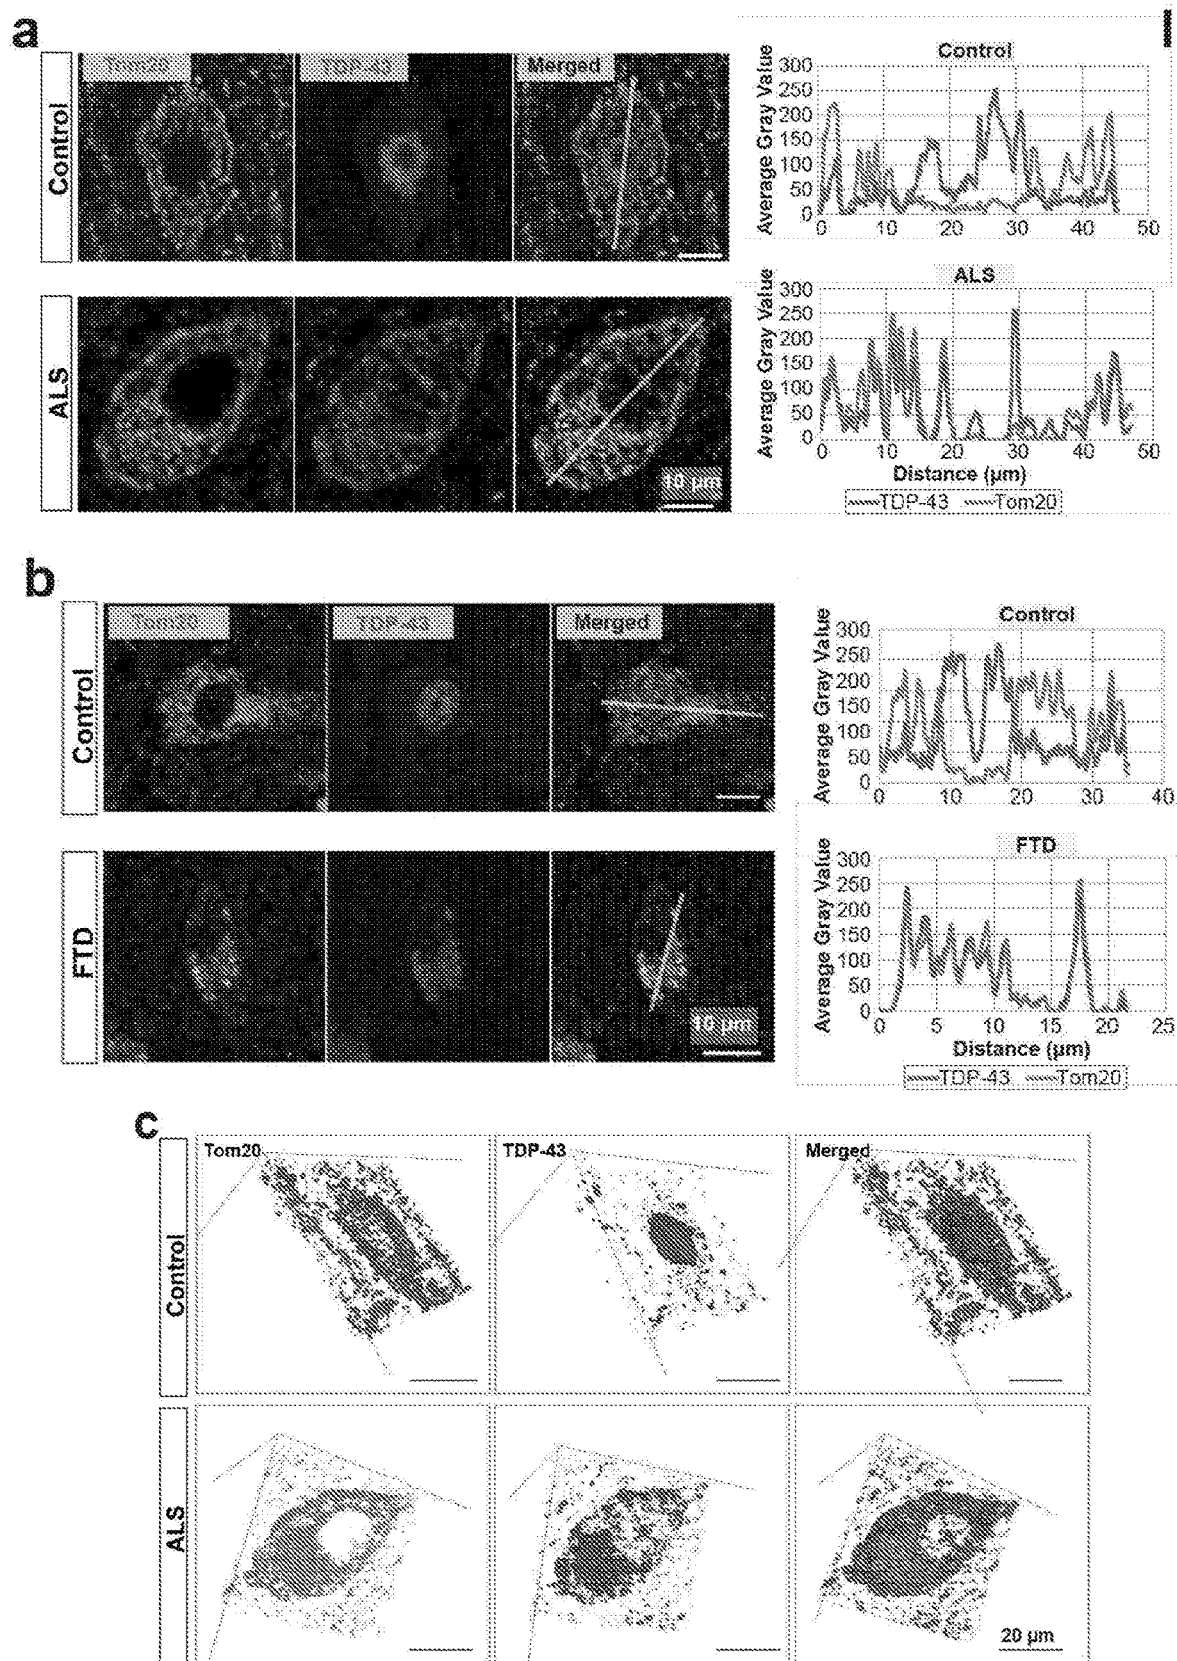 a
Control
Tom20
TDP-43
Merged
Control
Average Gray Value
300
250
200
150
100
50
0
0 10 20 30 40 50
ALS
10 µm
ALS
Average Gray Value
300
250
200
150
100
50
0
0 10 20 30 40 50
Distance (µm)
TDP-43 Tom20
b
Control
Tom20
TDP-43
Merged
Control
Average Gray Value
300
250
200
150
100
50
0
0 10 20 30 40
FTD
10 µm
FTD
Average Gray Value
300
250
200
150
100
50
0
0 5 10 15 20 25
Distance (µm)
TDP-43 Tom20
c
Control
Tom20
TDP-43
Merged
ALS
20 µm